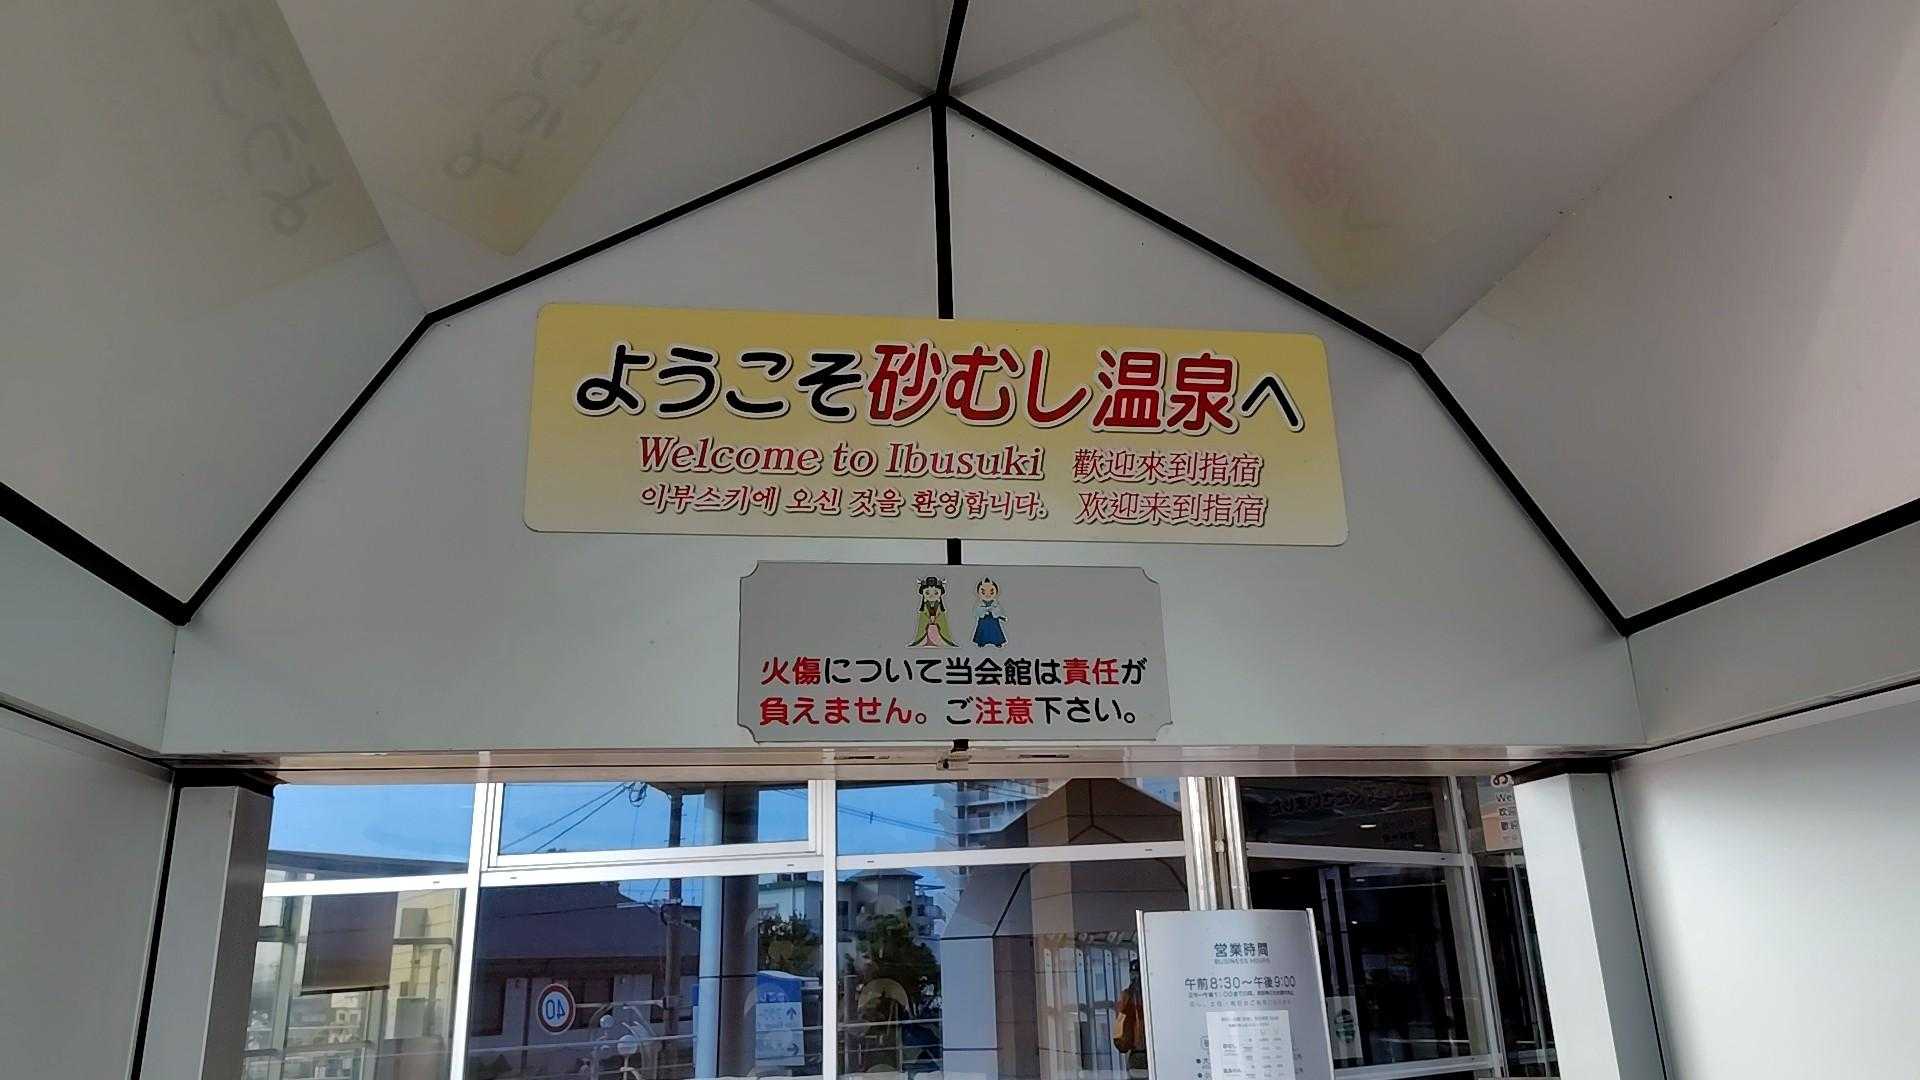 ようこそ砂むし温泉へ
Welcome to Ibusuki 歡迎來到指宿
이부스키에 오신 것을 환영합니다. 欢迎来到指宿
火傷について当会館は責任が
負えません。ご注意下さい。
営業時間
BUSINESS HOURS
午前8:30～午後9:00
40